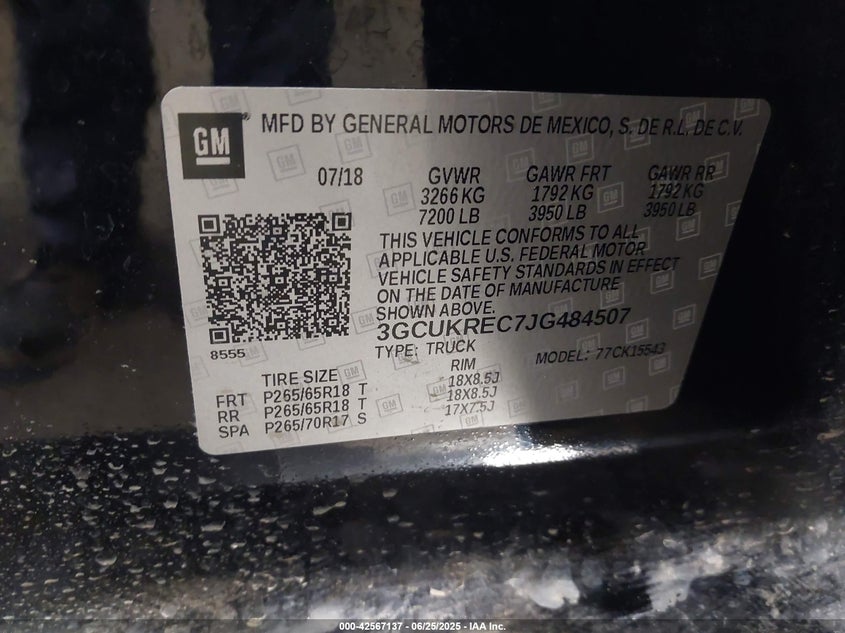 GM® MFD BY GENERAL MOTORS DE MEXICO, S. DE R.L. DE C.V.
07/18 GVWR GAWR FRT GAWR RR
3266 KG 1792 KG 1792 KG
7200 LB 3950 LB 3950 LB
THIS VEHICLE CONFORMS TO ALL
APPLICABLE U.S. FEDERAL MOTOR
VEHICLE SAFETY STANDARDS IN EFFECT
ON THE DATE OF MANUFACTURE
SHOWN ABOVE.
3GCUKREC7JG484507
8555 TYPE: TRUCK MODEL: 77CK15543
TIRE SIZE RIM
FRT P265/65R18 T 18X8.5J
RR P265/65R18 T 18X8.5J
SPA P265/70R17 S 17X7.5J
000-42567137 - 06/25/2025 - IAA Inc.